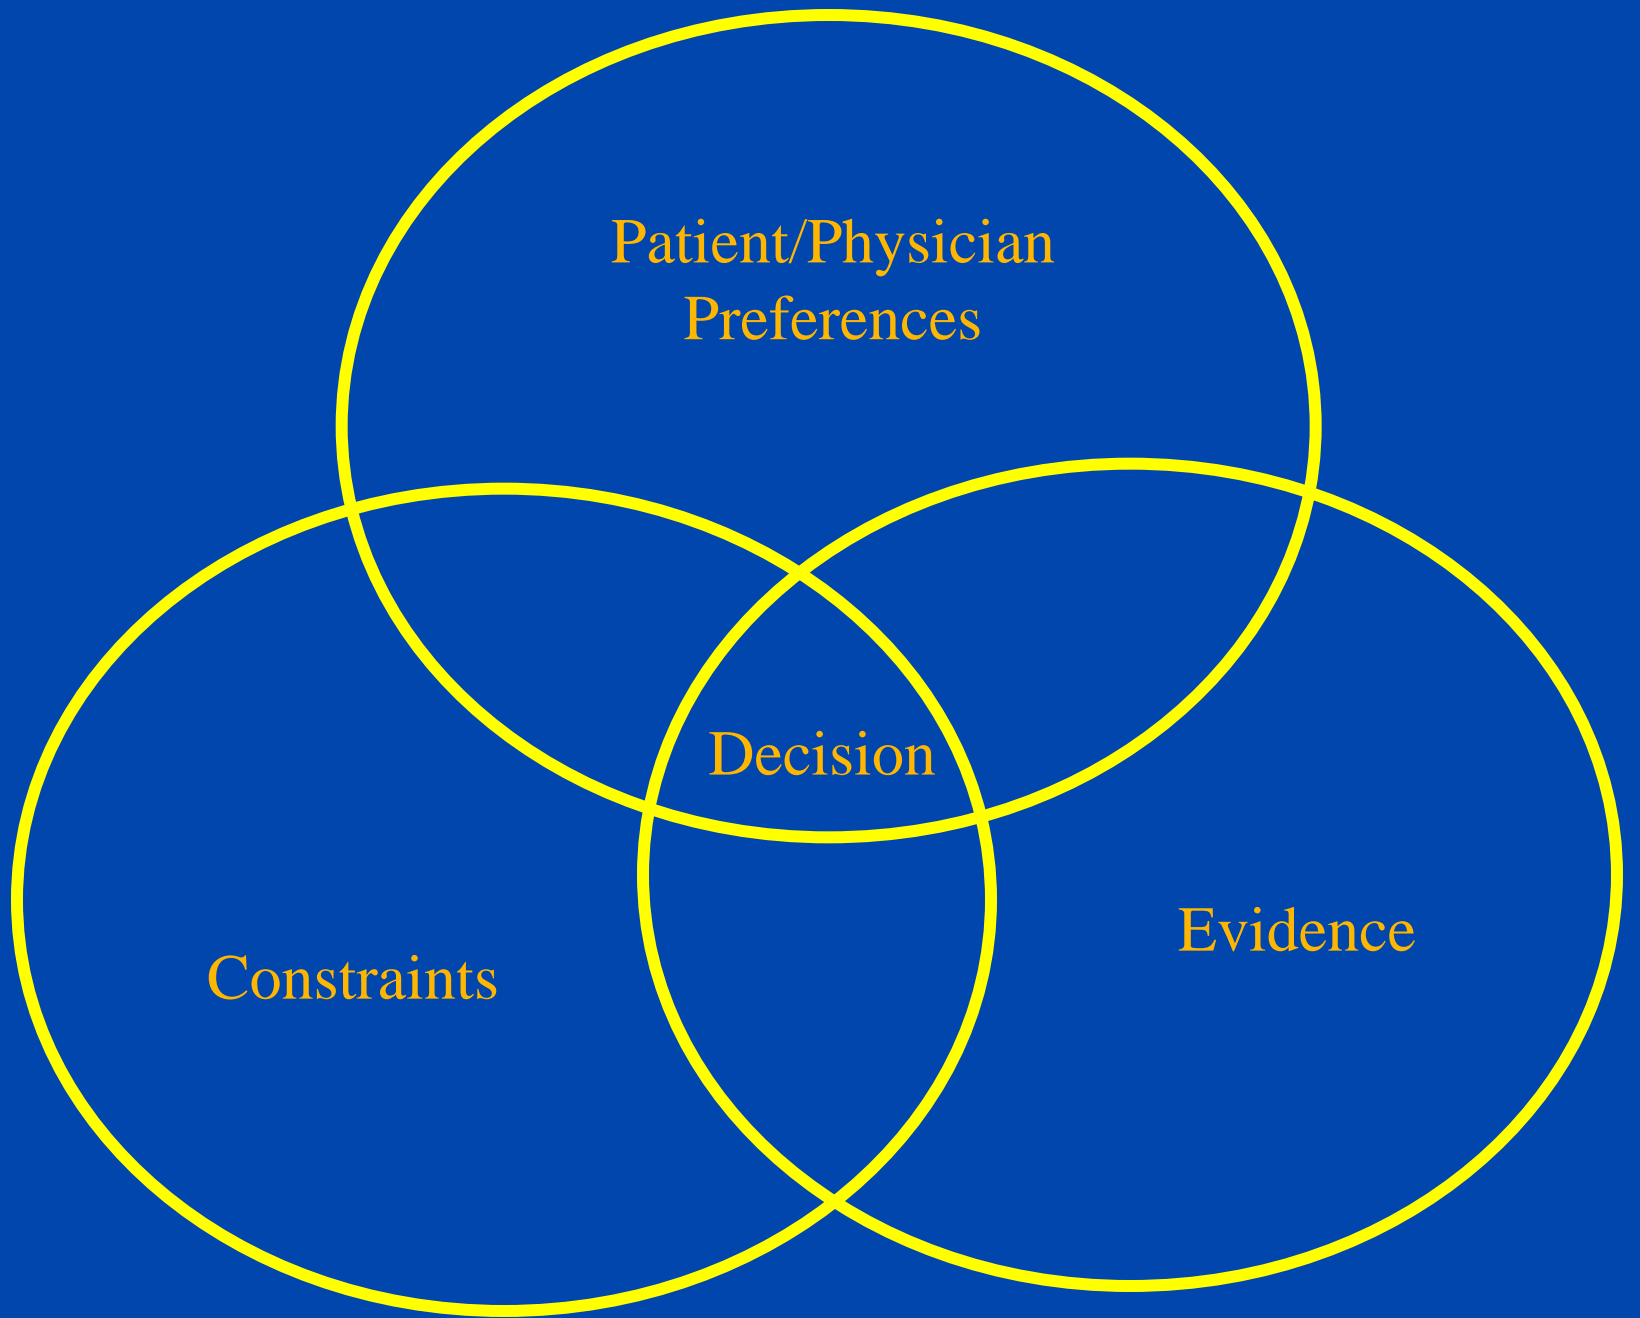 Patient/Physician
Preferences
Decision
Evidence
Constraints